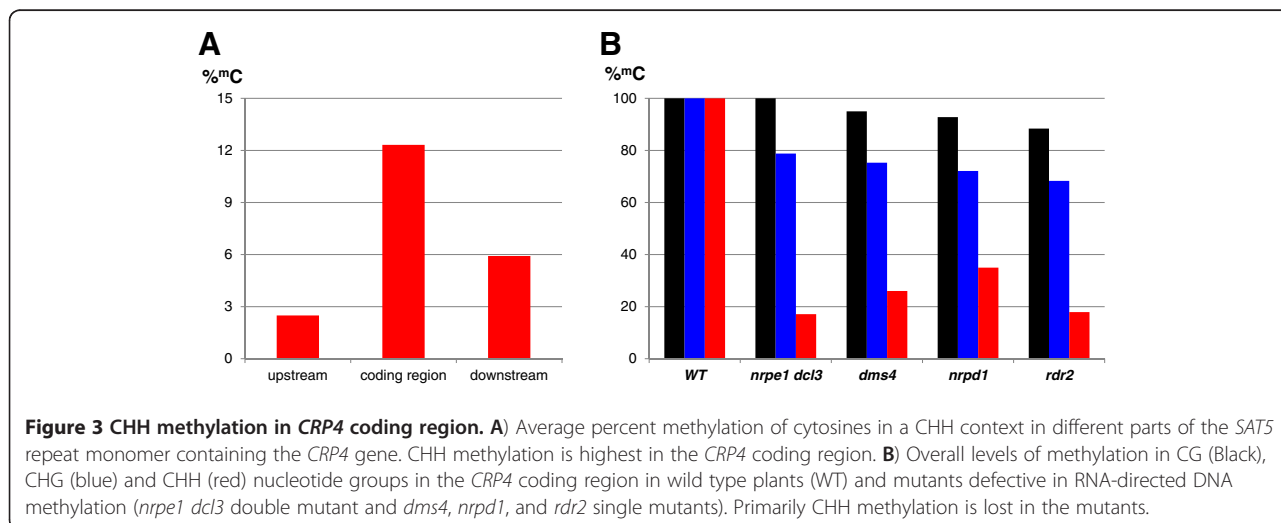 A
%mC
15
12
9
6
3
0
upstream coding region downstream
B
%mC
100
80
60
40
20
0
WT nrpe1 dcl3 dms4 nrpd1 rdr2
Figure 3 CHH methylation in CRP4 coding region. A) Average percent methylation of cytosines in a CHH context in different parts of the SAT5
repeat monomer containing the CRP4 gene. CHH methylation is highest in the CRP4 coding region. B) Overall levels of methylation in CG (Black),
CHG (blue) and CHH (red) nucleotide groups in the CRP4 coding region in wild type plants (WT) and mutants defective in RNA-directed DNA
methylation (nrpe1 dcl3 double mutant and dms4, nrpd1, and rdr2 single mutants). Primarily CHH methylation is lost in the mutants.